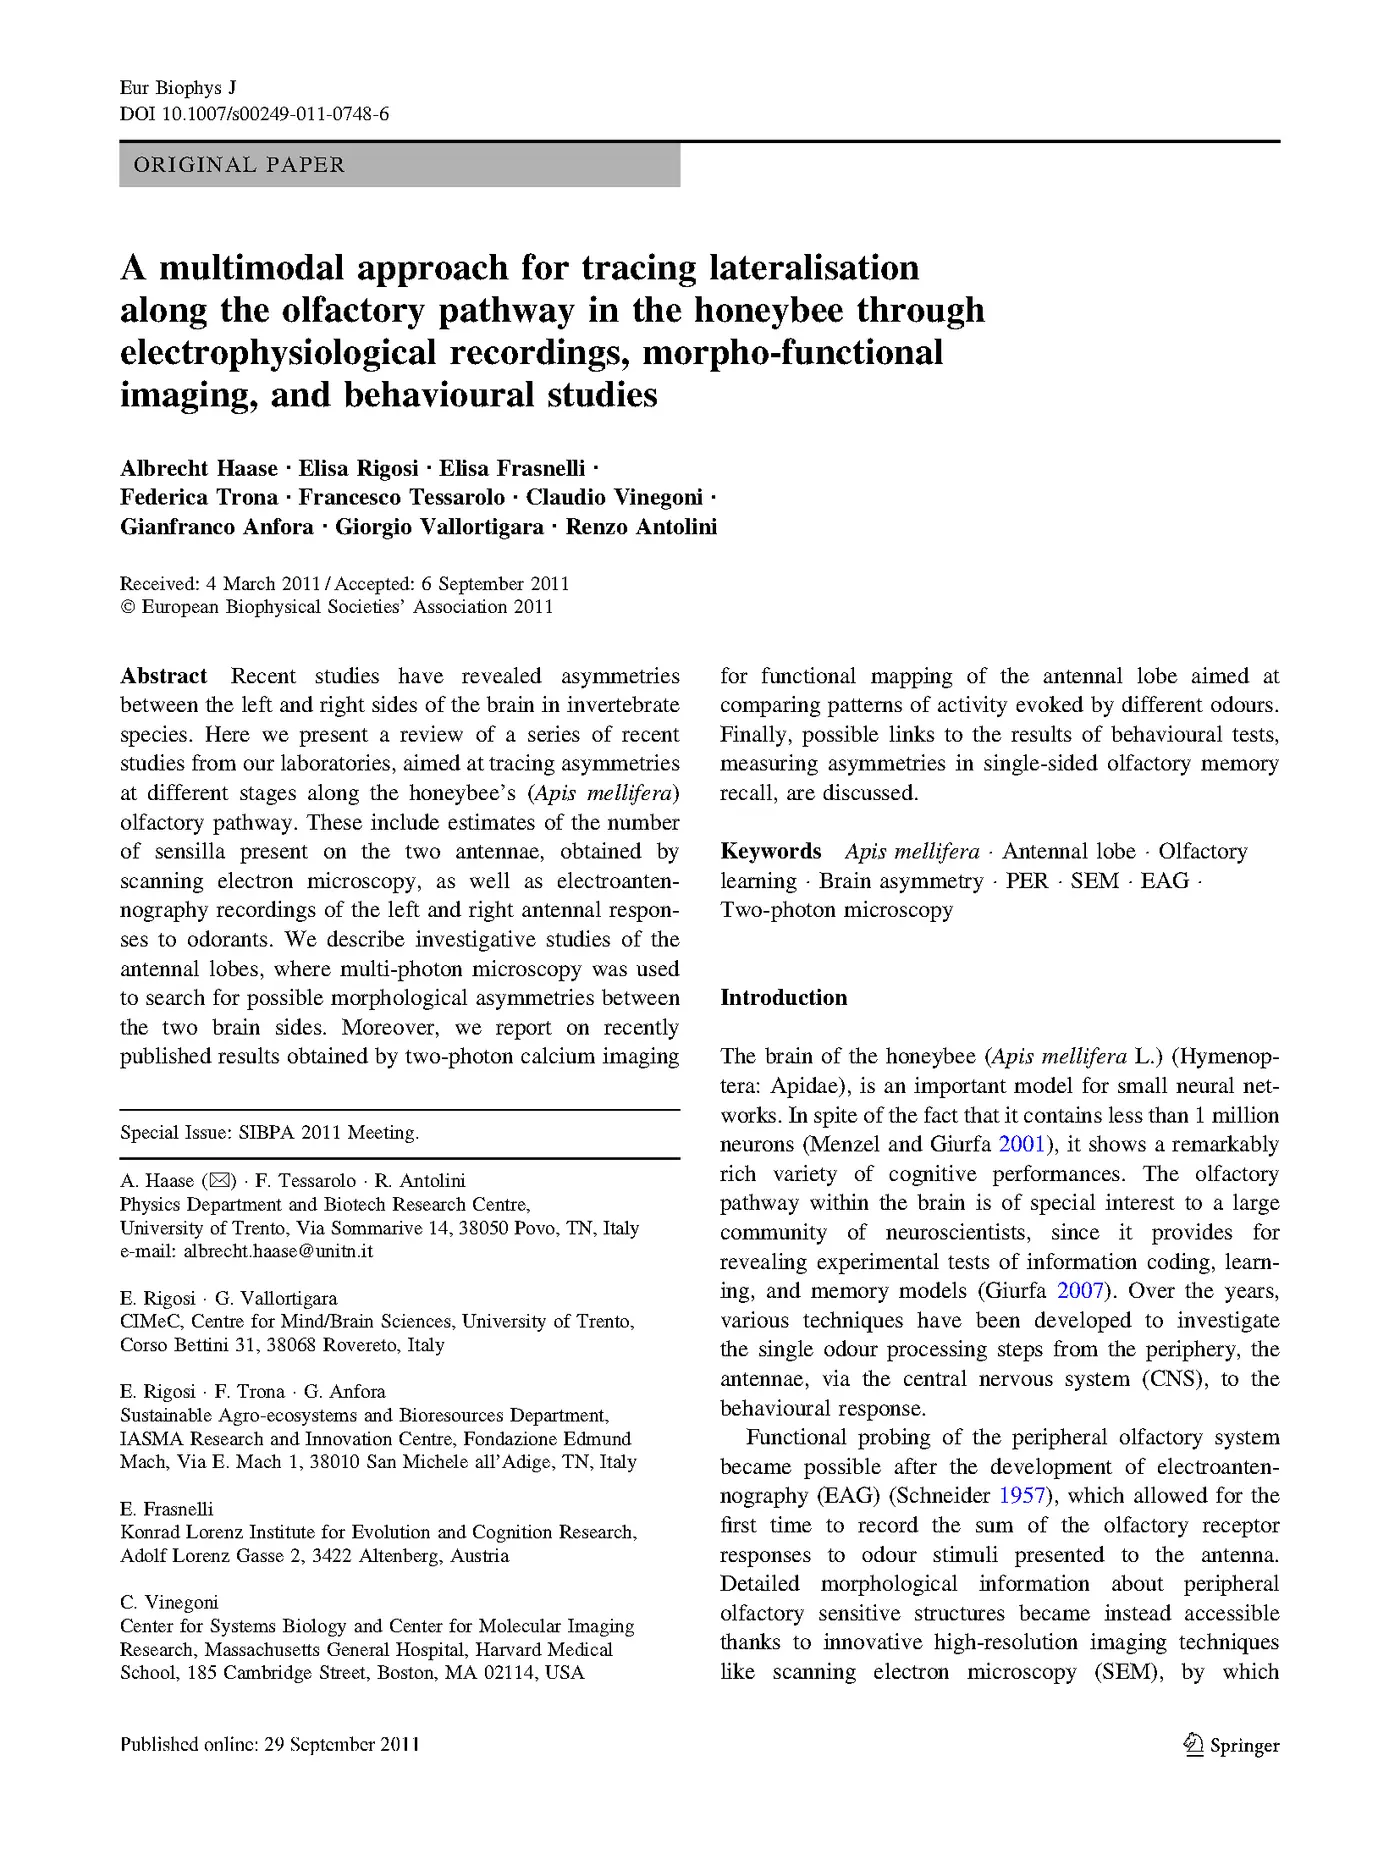 Eur Biophys J
DOI 10.1007/s00249-011-0748-6
ORIGINAL PAPER
A multimodal approach for tracing lateralisation
along the olfactory pathway in the honeybee through
electrophysiological recordings, morpho-functional
imaging, and behavioural studies
Albrecht Haase · Elisa Rigosi · Elisa Frasnelli ·
Federica Trona · Francesco Tessarolo · Claudio Vinegoni ·
Gianfranco Anfora · Giorgio Vallortigara · Renzo Antolini
Received: 4 March 2011 / Accepted: 6 September 2011
© European Biophysical Societies’ Association 2011
Abstract Recent studies have revealed asymmetries
between the left and right sides of the brain in invertebrate
species. Here we present a review of a series of recent
studies from our laboratories, aimed at tracing asymmetries
at different stages along the honeybee’s (Apis mellifera)
olfactory pathway. These include estimates of the number
of sensilla present on the two antennae, obtained by
scanning electron microscopy, as well as electroanten-
nography recordings of the left and right antennal respon-
ses to odorants. We describe investigative studies of the
antennal lobes, where multi-photon microscopy was used
to search for possible morphological asymmetries between
the two brain sides. Moreover, we report on recently
published results obtained by two-photon calcium imaging
Special Issue: SIBPA 2011 Meeting.
A. Haase (✉) · F. Tessarolo · R. Antolini
Physics Department and Biotech Research Centre,
University of Trento, Via Sommarive 14, 38050 Povo, TN, Italy
e-mail: albrecht.haase@unitn.it
E. Rigosi · G. Vallortigara
CIMeC, Centre for Mind/Brain Sciences, University of Trento,
Corso Bettini 31, 38068 Rovereto, Italy
E. Rigosi · F. Trona · G. Anfora
Sustainable Agro-ecosystems and Bioresources Department,
IASMA Research and Innovation Centre, Fondazione Edmund
Mach, Via E. Mach 1, 38010 San Michele all’Adige, TN, Italy
E. Frasnelli
Konrad Lorenz Institute for Evolution and Cognition Research,
Adolf Lorenz Gasse 2, 3422 Altenberg, Austria
C. Vinegoni
Center for Systems Biology and Center for Molecular Imaging
Research, Massachusetts General Hospital, Harvard Medical
School, 185 Cambridge Street, Boston, MA 02114, USA
for functional mapping of the antennal lobe aimed at
comparing patterns of activity evoked by different odours.
Finally, possible links to the results of behavioural tests,
measuring asymmetries in single-sided olfactory memory
recall, are discussed.
Keywords Apis mellifera · Antennal lobe · Olfactory
learning · Brain asymmetry · PER · SEM · EAG ·
Two-photon microscopy
Introduction
The brain of the honeybee (Apis mellifera L.) (Hymenop-
tera: Apidae), is an important model for small neural net-
works. In spite of the fact that it contains less than 1 million
neurons (Menzel and Giurfa 2001), it shows a remarkably
rich variety of cognitive performances. The olfactory
pathway within the brain is of special interest to a large
community of neuroscientists, since it provides for
revealing experimental tests of information coding, learn-
ing, and memory models (Giurfa 2007). Over the years,
various techniques have been developed to investigate
the single odour processing steps from the periphery, the
antennae, via the central nervous system (CNS), to the
behavioural response.
Functional probing of the peripheral olfactory system
became possible after the development of electroanten-
nography (EAG) (Schneider 1957), which allowed for the
first time to record the sum of the olfactory receptor
responses to odour stimuli presented to the antenna.
Detailed morphological information about peripheral
olfactory sensitive structures became instead accessible
thanks to innovative high-resolution imaging techniques
like scanning electron microscopy (SEM), by which
Published online: 29 September 2011
Springer